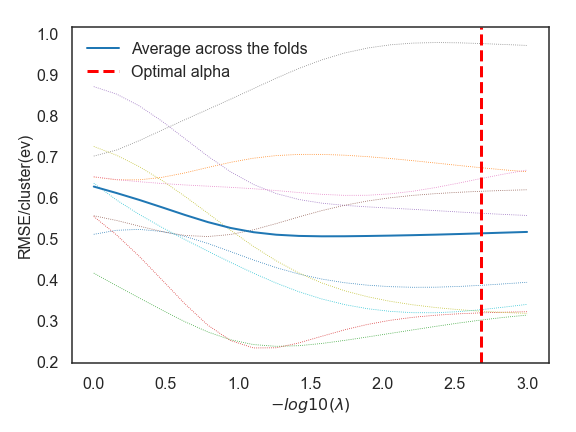 Average across the folds
Optimal alpha
RMSE/cluster(ev)
1.0
0.9
0.8
0.7
0.6
0.5
0.4
0.3
0.2
0.0 0.5 1.0 1.5 2.0 2.5 3.0
−log10(λ)